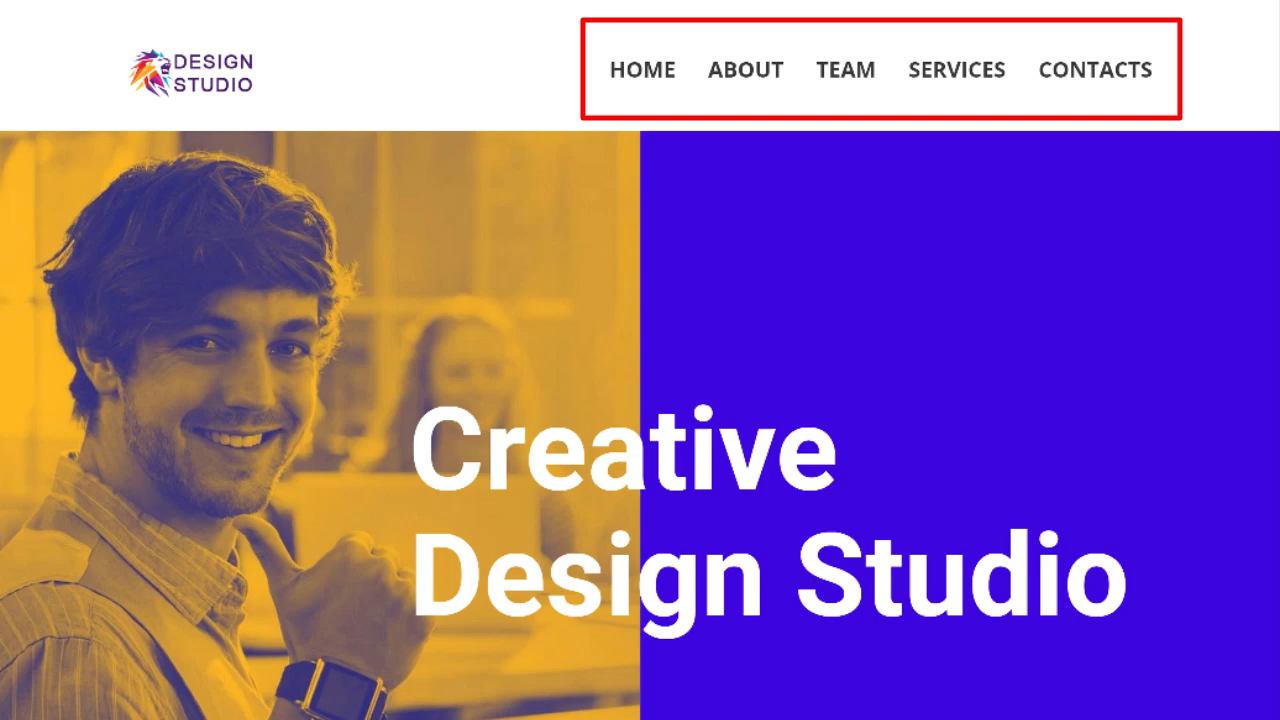 DESIGN
STUDIO
HOME ABOUT TEAM SERVICES CONTACTS
Creative
Design Studio